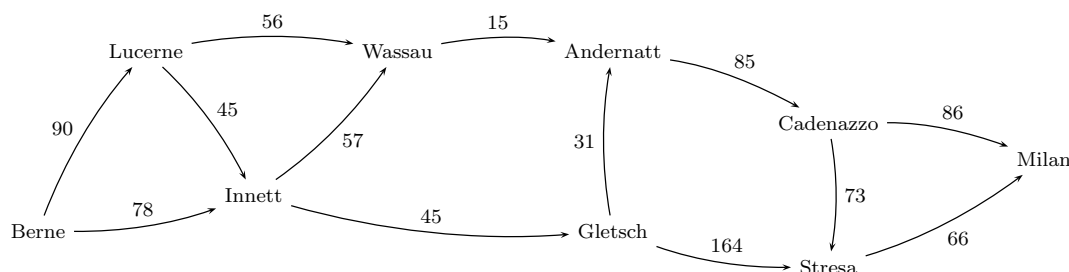 56
15
Lucerne
Wassau
Andernatt
85
86
Cadenazzo
45
90
57
31
Milan
Innett
73
78
45
Berne
Gletsch
164
66
Stresa